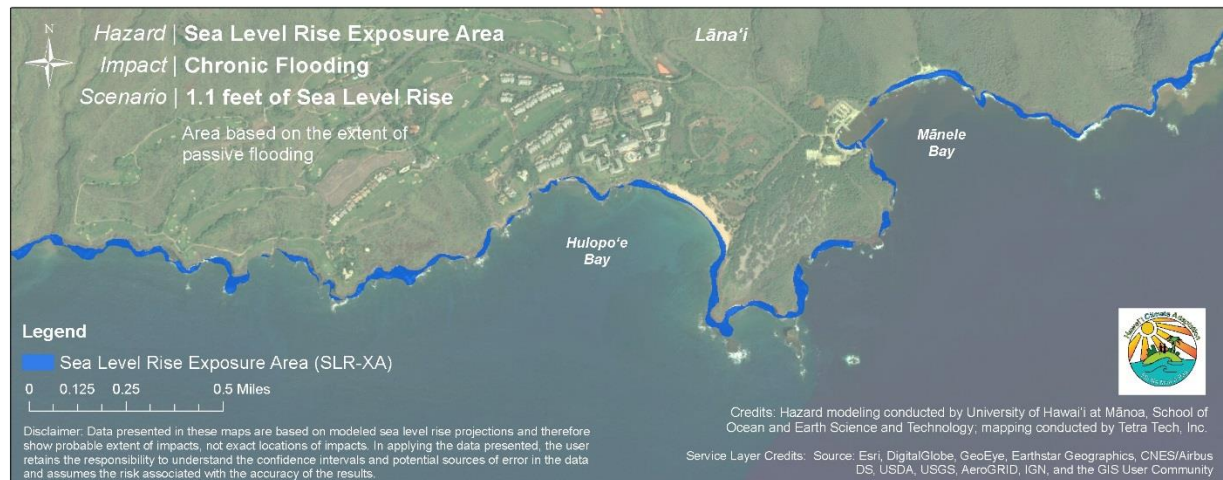 N
Hazard | Sea Level Rise Exposure Area
Impact | Chronic Flooding
Scenario | 1.1 feet of Sea Level Rise
Area based on the extent of
passive flooding
Lānaʻi
Mānele
Bay
Hulopoʻe
Bay
Legend
Sea Level Rise Exposure Area (SLR-XA)
0 0.125 0.25 0.5 Miles
Disclaimer: Data presented in these maps are based on modeled sea level rise projections and therefore
show probable extent of impacts, not exact locations of impacts. In applying the data presented, the user
retains the responsibility to understand the confidence intervals and potential sources of error in the data
and assumes the risk associated with the accuracy of the results.
Hawaiʻi Climate Adaptation
Credits: Hazard modeling conducted by University of Hawaiʻi at Mānoa, School of
Ocean and Earth Science and Technology; mapping conducted by Tetra Tech, Inc.
Service Layer Credits: Source: Esri, DigitalGlobe, GeoEye, Earthstar Geographics, CNES/Airbus
DS, USDA, USGS, AeroGRID, IGN, and the GIS User Community